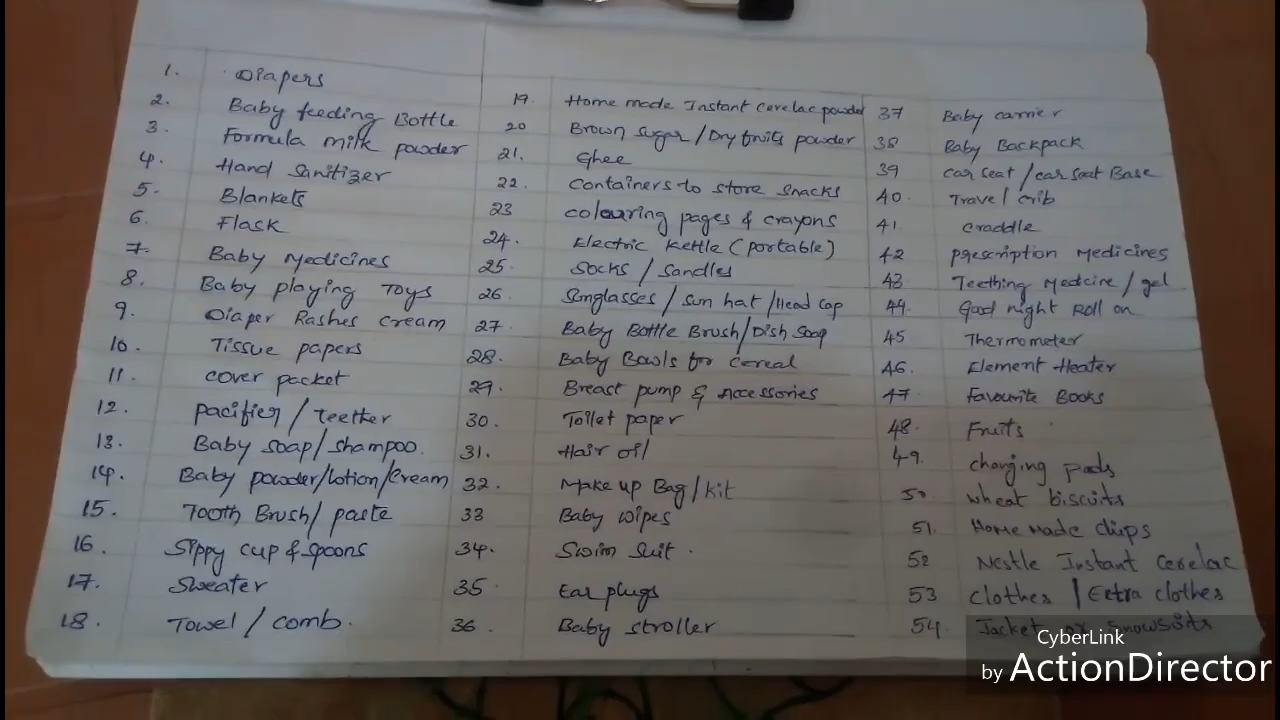 1. Diapers
2. Baby feeding Bottle
3. Formula milk powder
4. Hand Sanitizer
5. Blankets
6. Flask
7. Baby Medicines
8. Baby playing Toys
9. Diaper Rashes cream
10. Tissue papers
11. cover packet
12. pacifier / Teether
13. Baby soap / shampoo.
14. Baby powder/Lotion/cream
15. Tooth Brush / paste
16. Sippy cup & spoons
17. Sweater
18. Towel / comb.
19. Home made Instant cerelac powder
20 Brown sugar / Dry fruits powder
21. Ghee
22. containers to store snacks
23 colouring pages & crayons
24. Electric kettle (portable)
25. Socks / Sandles
26 Sunglasses / sun hat / Head cap
27. Baby Bottle Brush / Dish Soap
28. Baby Bowls for cereal
29. Breast pump & Accessories
30. Toilet paper
31. Hair oil
32. Make up Bag / kit
33 Baby wipes
34. Swim suit.
35. Ear plugs
36. Baby stroller
37 Baby carrier
38 Baby Backpack
39 car seat / car seat Base
40. Travel crib
41 craddle
42 prescription Medicines
43 Teething Medcine / gel
44. Good night Roll on
45 Thermometer
46. Element Heater
47 Favourite Books
48. Fruits
49. changing pads
50. wheat biscuits
51. Home made chips
52 Nestle Instant cerelac
53 clothes / Extra clothes
54. Jacket or snowsuits
CyberLink
by ActionDirector